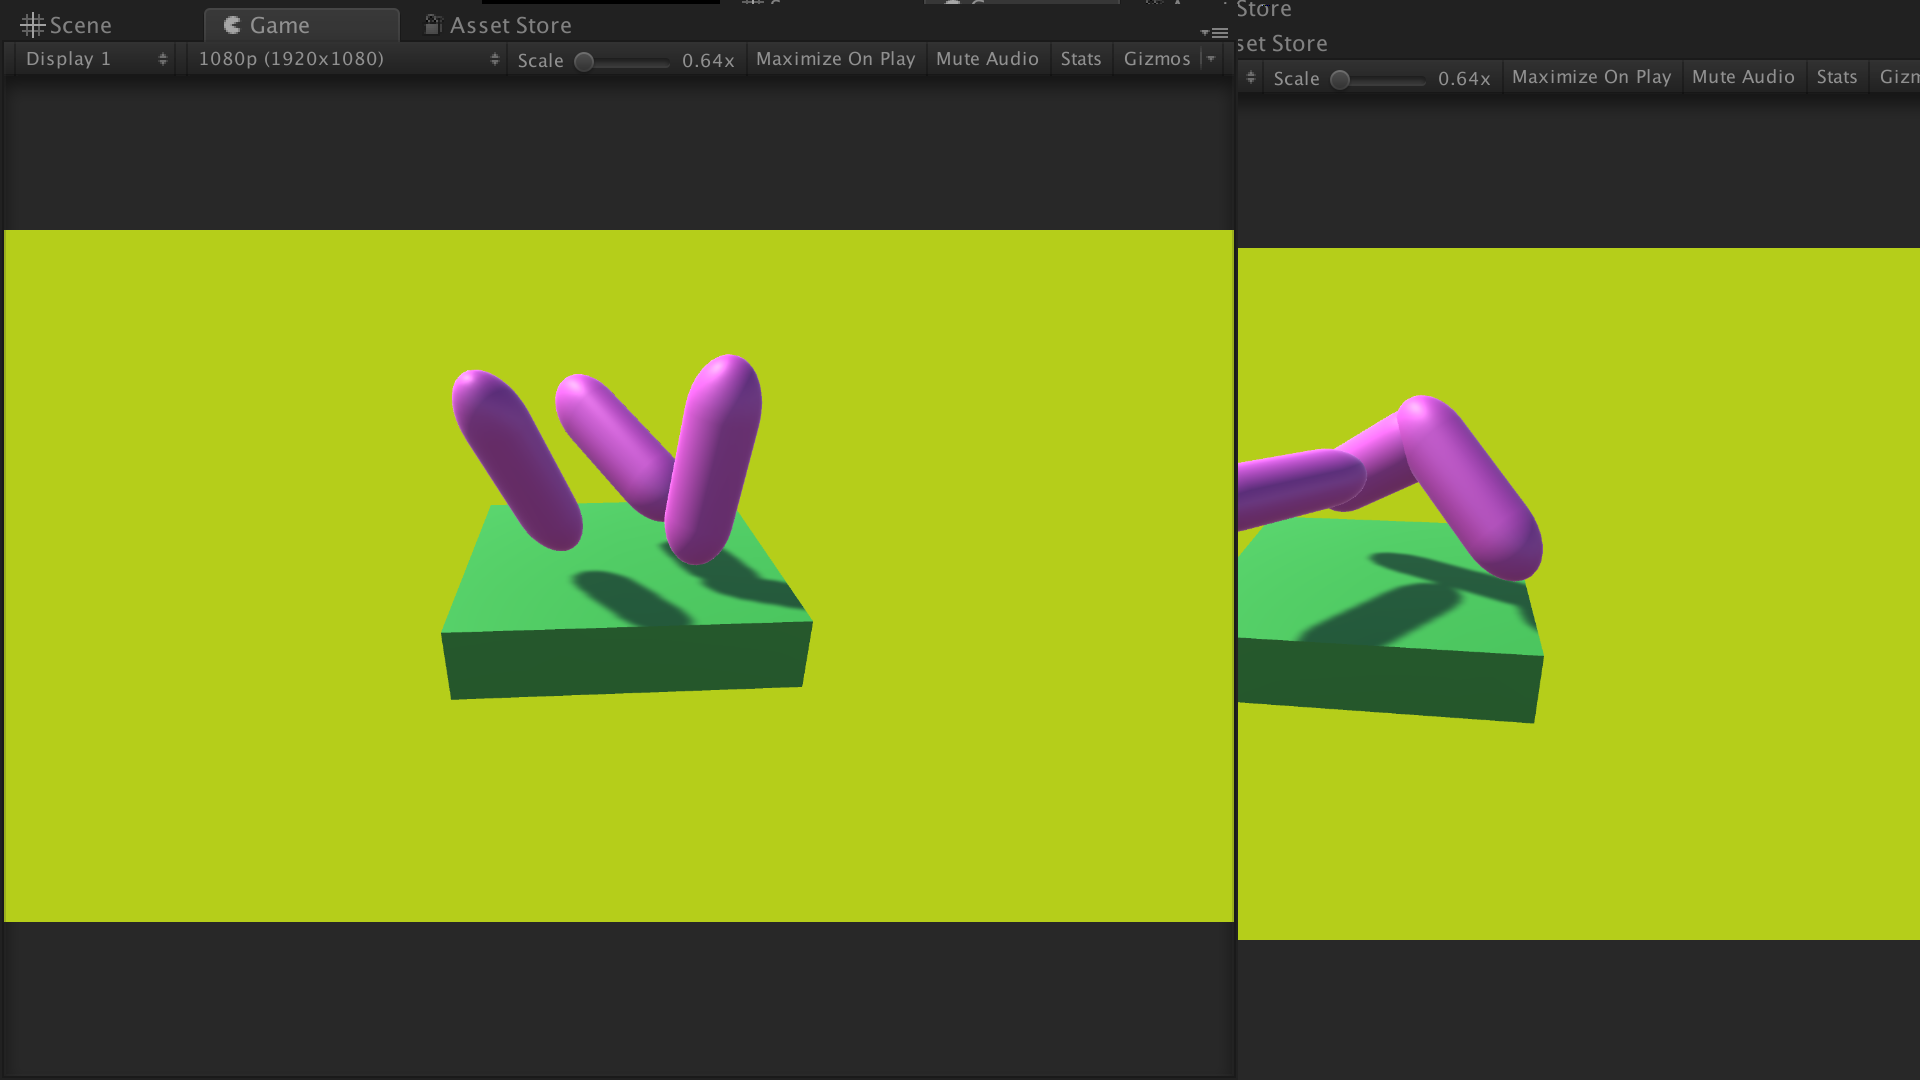 Store
Scene Game Asset Store
set Store
Display 1 1080p (1920x1080) Scale 0.64x Maximize On Play Mute Audio Stats Gizmos
Scale 0.64x Maximize On Play Mute Audio Stats Gizm